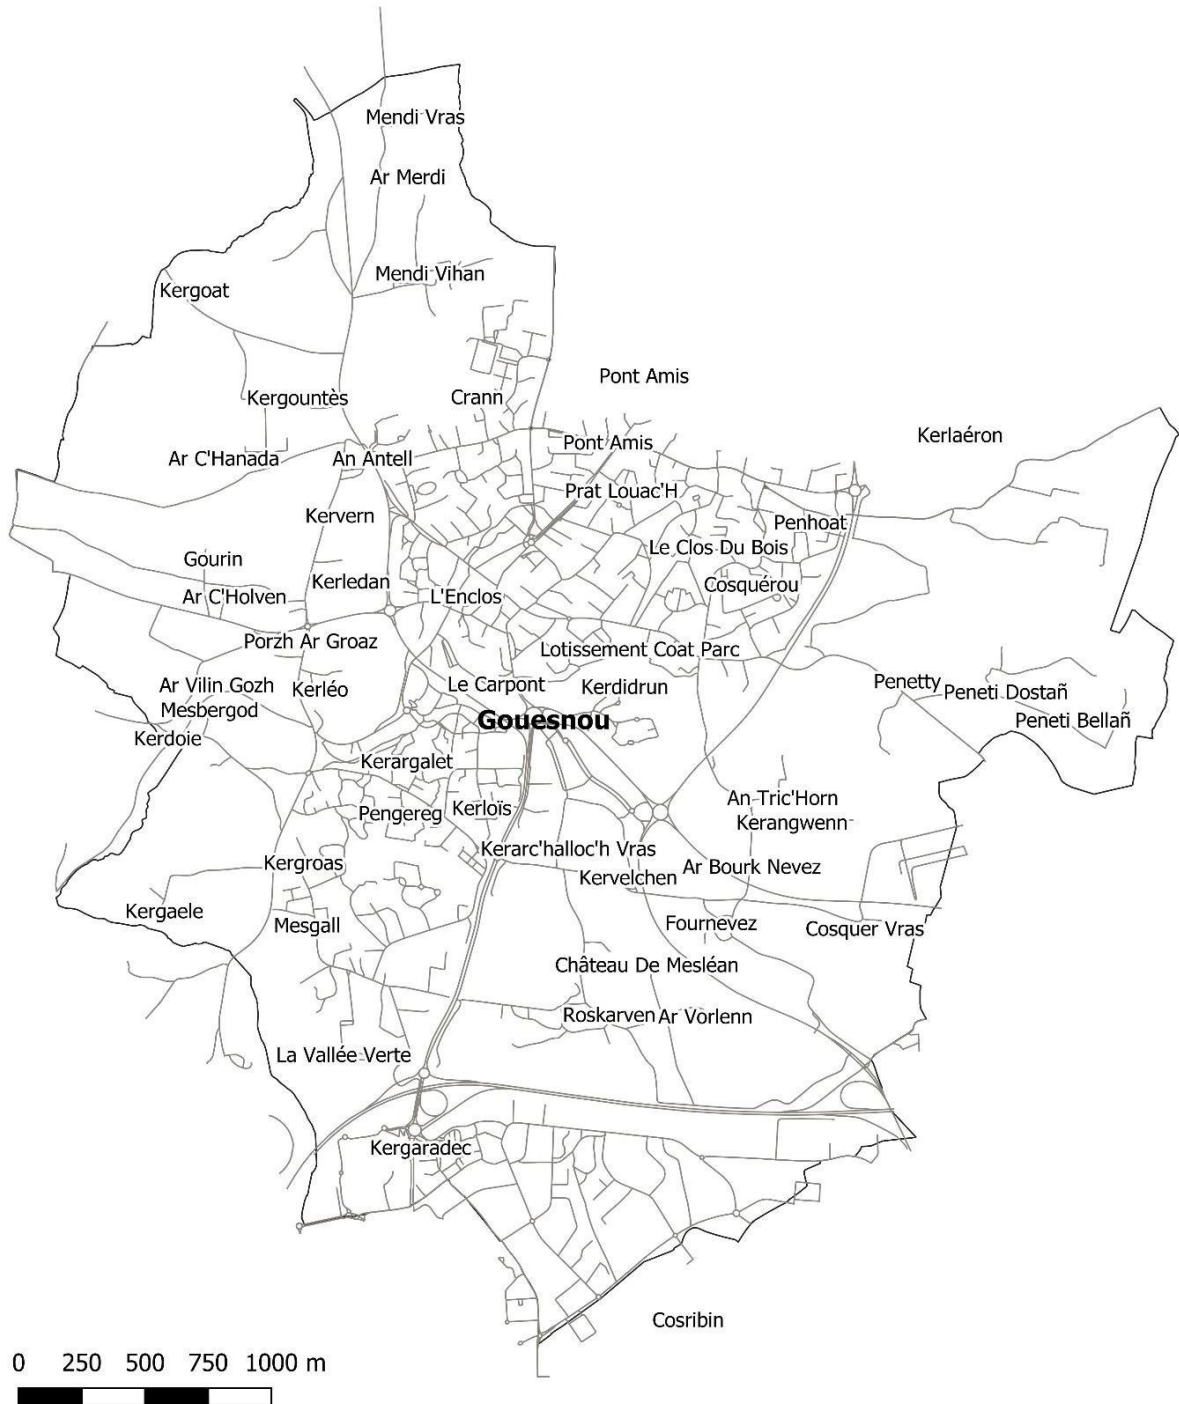 Mendi Vras
Ar Merdi
Mendi Vihan
Kergoat
Pont Amis
Kergountès
Crann
Kerlaéron
Pont Amis
Ar C'Hanada
An Antell
Prat Louac'H
Kervern
Penhoat
Le Clos Du Bois
Gourin
Kerledan
Cosquérou
Ar C'Holven
L'Enclos
Porzh Ar Groaz
Lotissement Coat Parc
Ar Vilin Gozh
Kerléo
Le Carpont
Kerdidrun
Penetty
Peneti Dostañ
Mesbergod
Gouesnou
Peneti Bellañ
Kerdoie
Kerargalet
An Tric'Horn
Pengereg
Kerloïs
Kerangwenn
Kerarc'halloc'h Vras
Kergroas
Ar Bourk Nevez
Kervelchen
Kergaele
Mesgall
Fournevez
Cosquer Vras
Château De Mesléan
Roskarven
Ar Vorlenn
La Vallée Verte
Kergaradec
Cosribin
0 250 500 750 1000 m